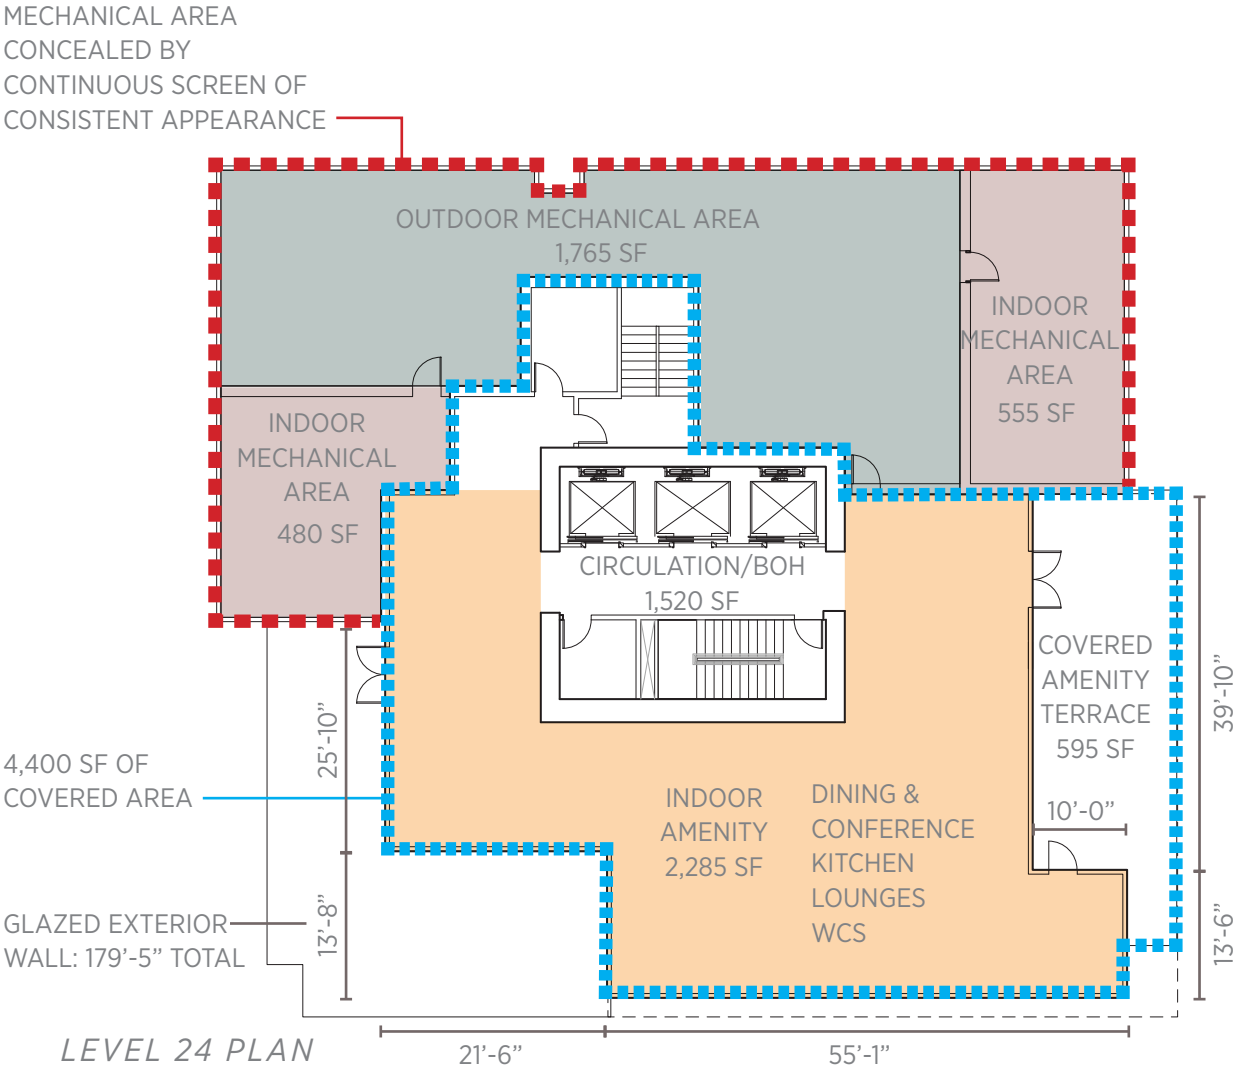 MECHANICAL AREA
CONCEALED BY
CONTINUOUS SCREEN OF
CONSISTENT APPEARANCE
OUTDOOR MECHANICAL AREA
1,765 SF
INDOOR
MECHANICAL
AREA
555 SF
INDOOR
MECHANICAL
AREA
480 SF
CIRCULATION/BOH
1,520 SF
COVERED
AMENITY
TERRACE
595 SF
39’-10”
25’-10”
4,400 SF OF
COVERED AREA
INDOOR
AMENITY
2,285 SF
DINING &
CONFERENCE
KITCHEN
LOUNGES
WCS
10’-0”
GLAZED EXTERIOR
WALL: 179’-5” TOTAL
13’-8”
13’-6”
LEVEL 24 PLAN
21’-6”
55’-1”